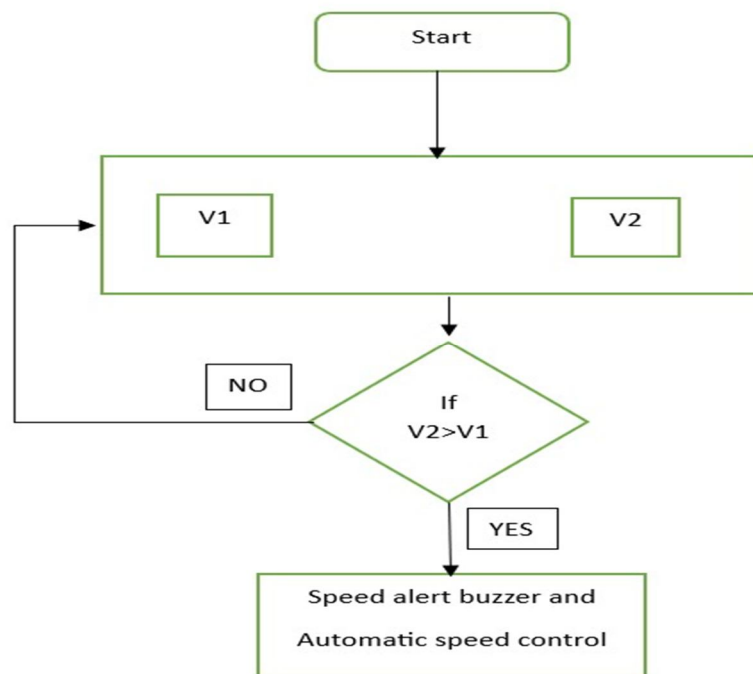 Start
V1
V2
NO
If
V2>V1
YES
Speed alert buzzer and
Automatic speed control